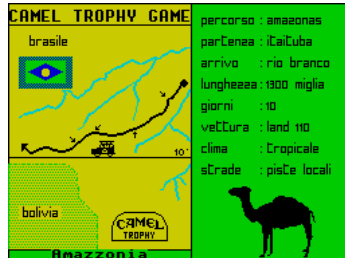 CAMEL TROPHY GAME
brasile
10'
bolivia
CAMEL
TROPHY
Amazzonia
percorso : amazonas
partenza : itaituba
arrivo : rio branco
lunghezza : 1300 miglia
giorni : 10
vettura : land 110
clima : tropicale
strade : piste locali